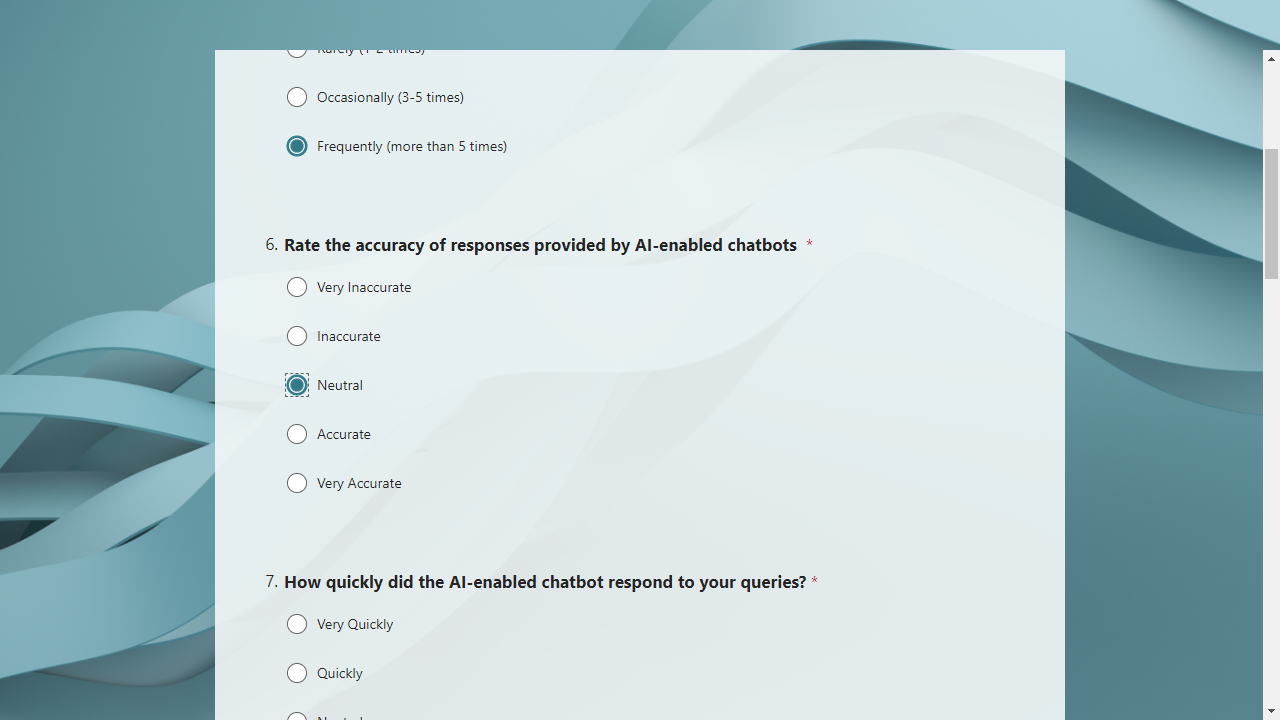 Rarely (1-2 times)
Occasionally (3-5 times)
Frequently (more than 5 times)
6. Rate the accuracy of responses provided by AI-enabled chatbots *
Very Inaccurate
Inaccurate
Neutral
Accurate
Very Accurate
7. How quickly did the AI-enabled chatbot respond to your queries? *
Very Quickly
Quickly
Neutral